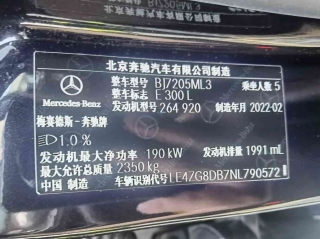 北京奔驰汽车有限公司制造
整车型号 BJ7205ML3 乘坐人数 5
整车标志 E 300 L
发动机型号 264 920 制造年月 2022-02
Mercedes-Benz
梅赛德斯-奔驰牌
1.0 %
发动机最大净功率 190 kW 发动机排量 1991 mL
最大允许总质量 2350 kg
中国 制造 车辆识别代号 LE4ZG8DB7NL790572